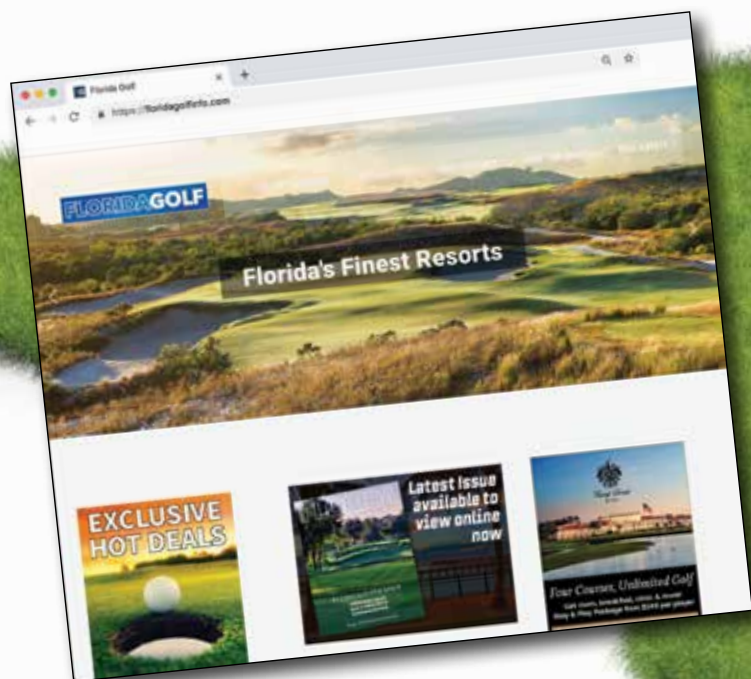 Florida Golf
https://floridagolfinfo.com
FLORIDAGOLF
Florida's Finest Resorts
EXCLUSIVE
HOT DEALS
Latest Issue
available to
view online
now
Four Courses, Unlimited Golf